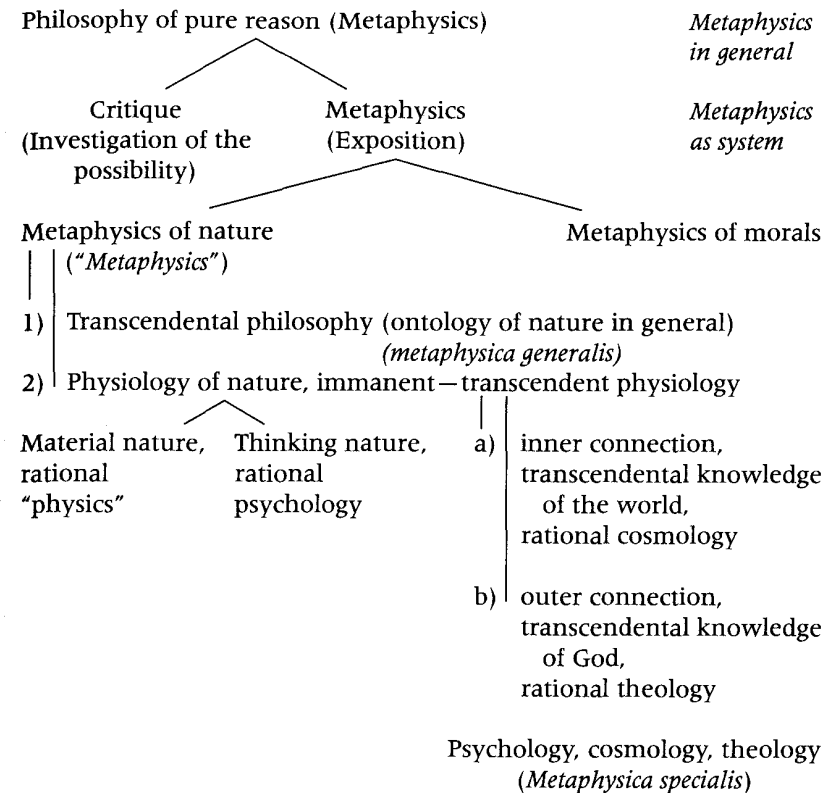 Philosophy of pure reason (Metaphysics)
Metaphysics
in general
Critique
(Investigation of the
possibility)
Metaphysics
(Exposition)
Metaphysics
as system
Metaphysics of nature
("Metaphysics")
Metaphysics of morals
1) Transcendental philosophy (ontology of nature in general)
(metaphysica generalis)
2) Physiology of nature, immanent—transcendent physiology
Material nature,
rational
"physics"
Thinking nature,
rational
psychology
a) inner connection,
transcendental knowledge
of the world,
rational cosmology
b) outer connection,
transcendental knowledge
of God,
rational theology
Psychology, cosmology, theology
(Metaphysica specialis)